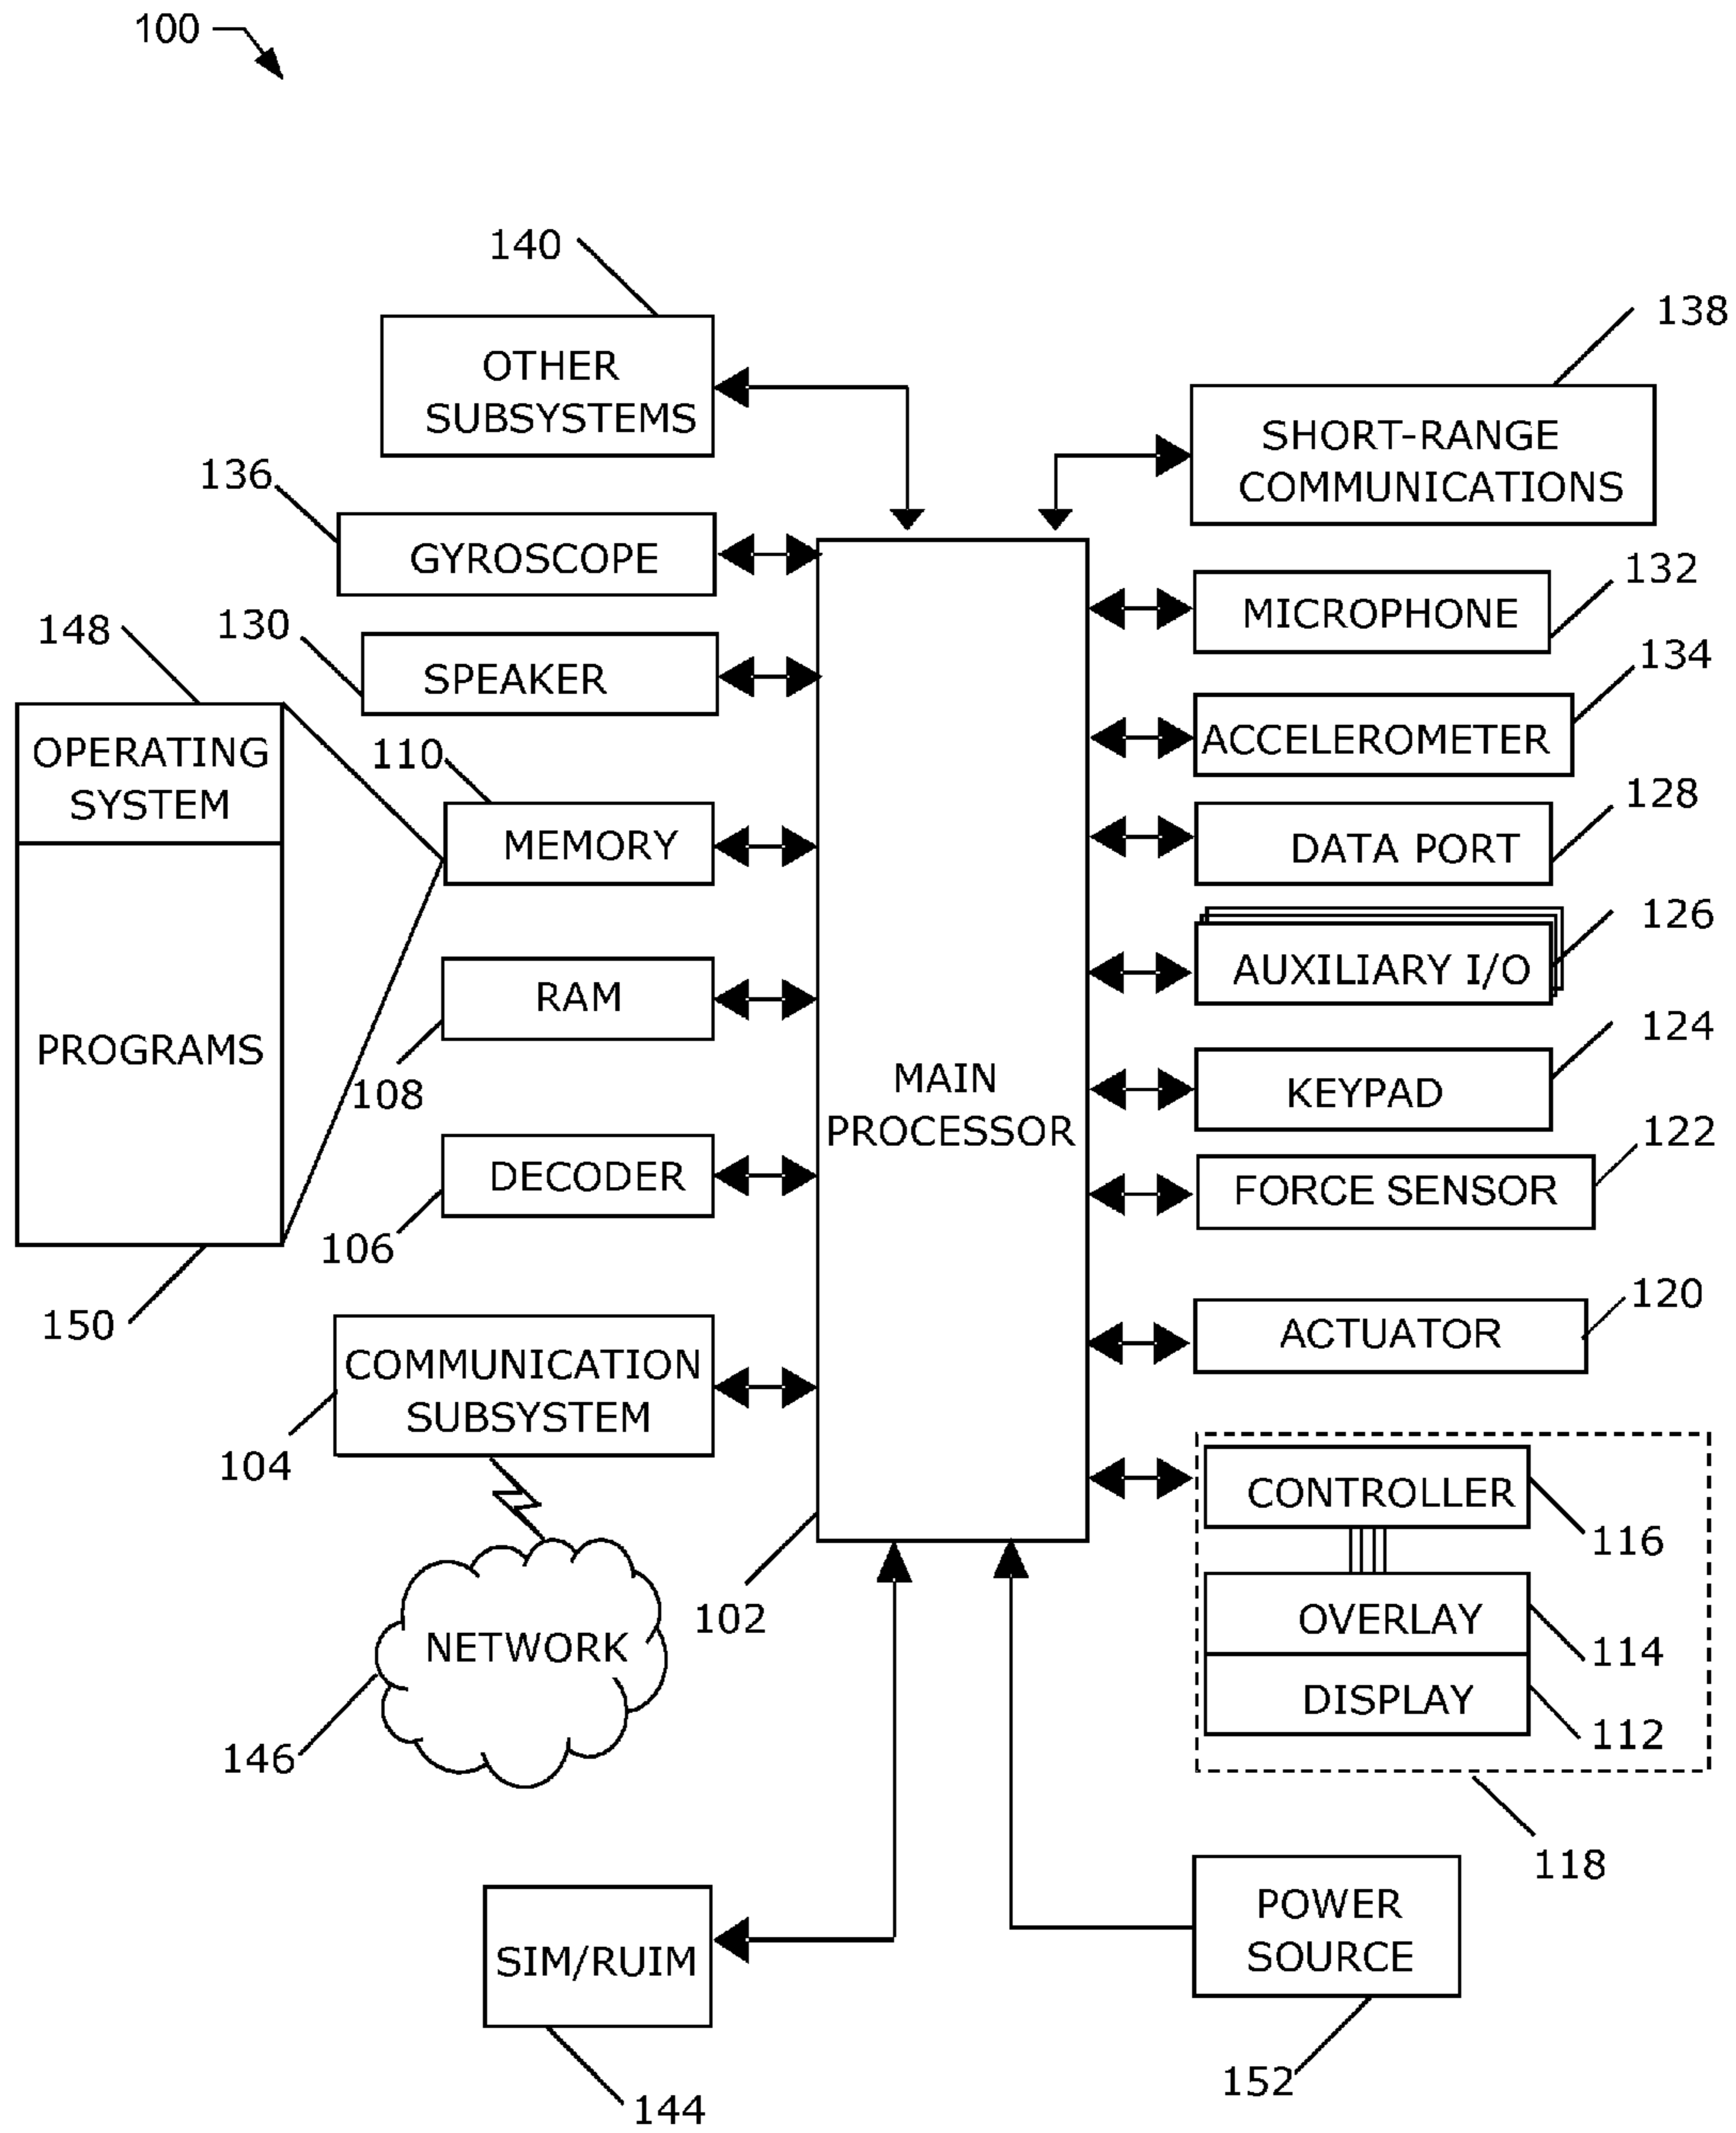 100
140
OTHER
SUBSYSTEMS
138
SHORT-RANGE
COMMUNICATIONS
136
GYROSCOPE
132
MICROPHONE
148
130
SPEAKER
134
ACCELEROMETER
OPERATING
SYSTEM
110
MEMORY
128
DATA PORT
126
AUXILIARY I/O
RAM
108
PROGRAMS
124
KEYPAD
MAIN
PROCESSOR
122
FORCE SENSOR
DECODER
106
150
120
ACTUATOR
COMMUNICATION
SUBSYSTEM
104
CONTROLLER
116
102
OVERLAY
114
NETWORK
DISPLAY
112
146
118
POWER
SOURCE
SIM/RUIM
152
144